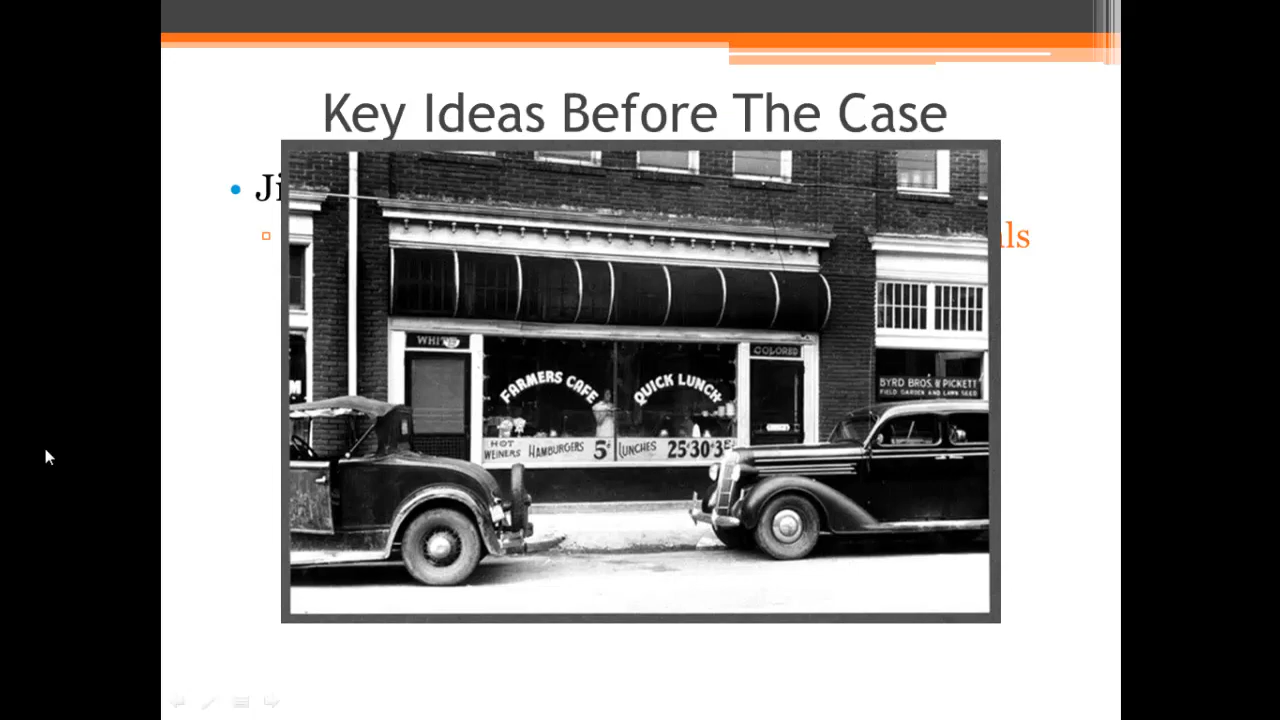 Key Ideas Before The Case
Ji
als
WHITE
COLORED
FARMERS CAFE
QUICK LUNCH
BYRD BROS. & PICKETT
FIELD GARDEN AND LAWN SEED
HOT
WEINERS
HAMBURGERS 5¢
LUNCHES 25¢30¢35¢
M